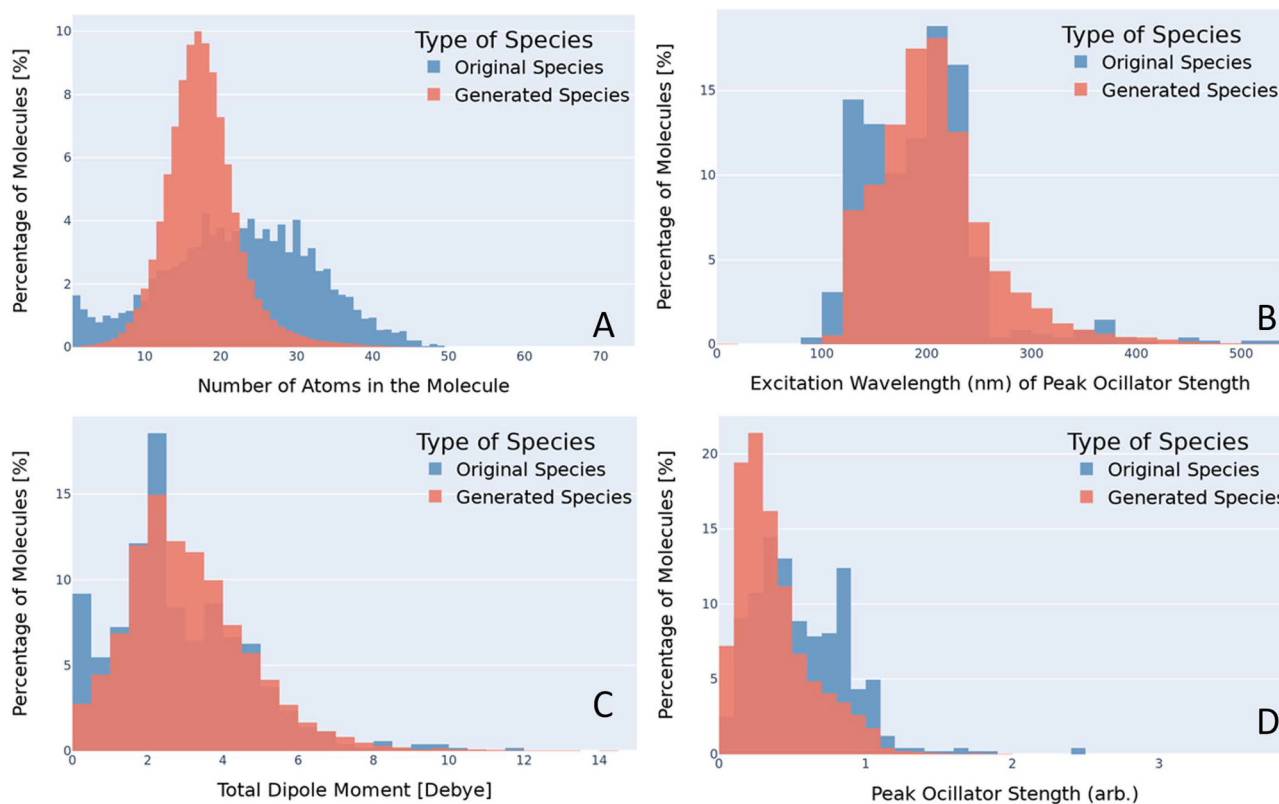 Percentage of Molecules [%]
10
8
6
4
2
0
Type of Species
Original Species
Generated Species
A
10
20
30
40
50
60
70
Number of Atoms in the Molecule
Percentage of Molecules [%]
15
10
5
0
Type of Species
Original Species
Generated Species
B
0
100
200
300
400
500
Excitation Wavelength (nm) of Peak Ocillator Stength
Percentage of Molecules [%]
15
10
5
0
Type of Species
Original Species
Generated Species
C
0
2
4
6
8
10
12
14
Total Dipole Moment [Debye]
Percentage of Molecules [%]
20
15
10
5
0
Type of Species
Original Species
Generated Species
D
0
1
2
3
Peak Ocillator Strength (arb.)